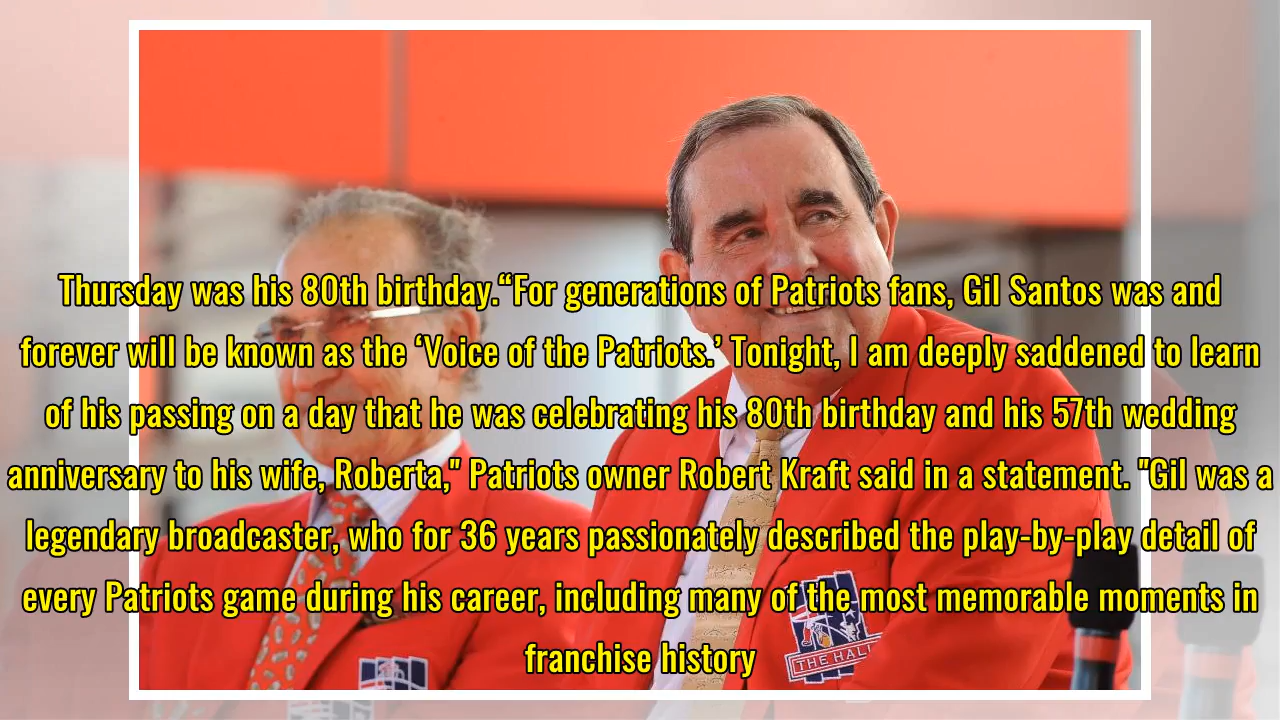 Thursday was his 80th birthday.“For generations of Patriots fans, Gil Santos was and
forever will be known as the ‘Voice of the Patriots.’ Tonight, I am deeply saddened to learn
of his passing on a day that he was celebrating his 80th birthday and his 57th wedding
anniversary to his wife, Roberta," Patriots owner Robert Kraft said in a statement. "Gil was a
legendary broadcaster, who for 36 years passionately described the play-by-play detail of
every Patriots game during his career, including many of the most memorable moments in
franchise history
THE HALL